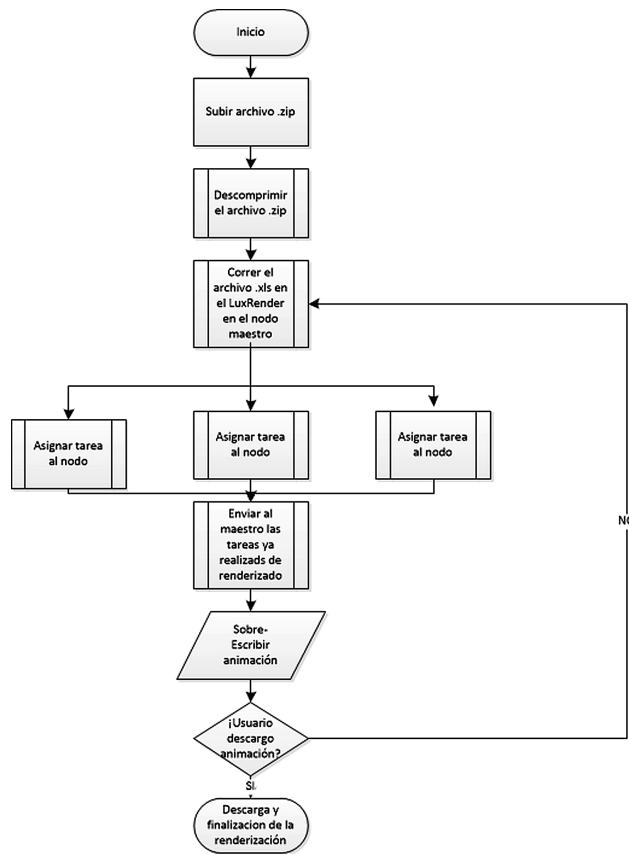 Inicio
Subir archivo .zip
Descomprimir
el archivo .zip
Correr el
archivo .xls en
el LuxRender
en el nodo
maestro
Asignar tarea
al nodo
Asignar tarea
al nodo
Asignar tarea
al nodo
Enviar al
maestro las
tareas ya
realizads de
renderizado
NO
Sobre-
Escribir
animación
¡Usuario
descargo
animación?
SI
Descarga y
finalizacion de la
renderización